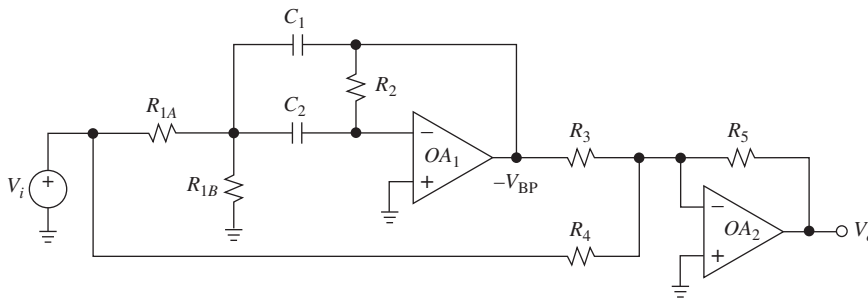 C1
R2
R1A
C2
R3
R5
−
OA1
+
Vi
+
R1B
−VBP
R4
−
OA2
+